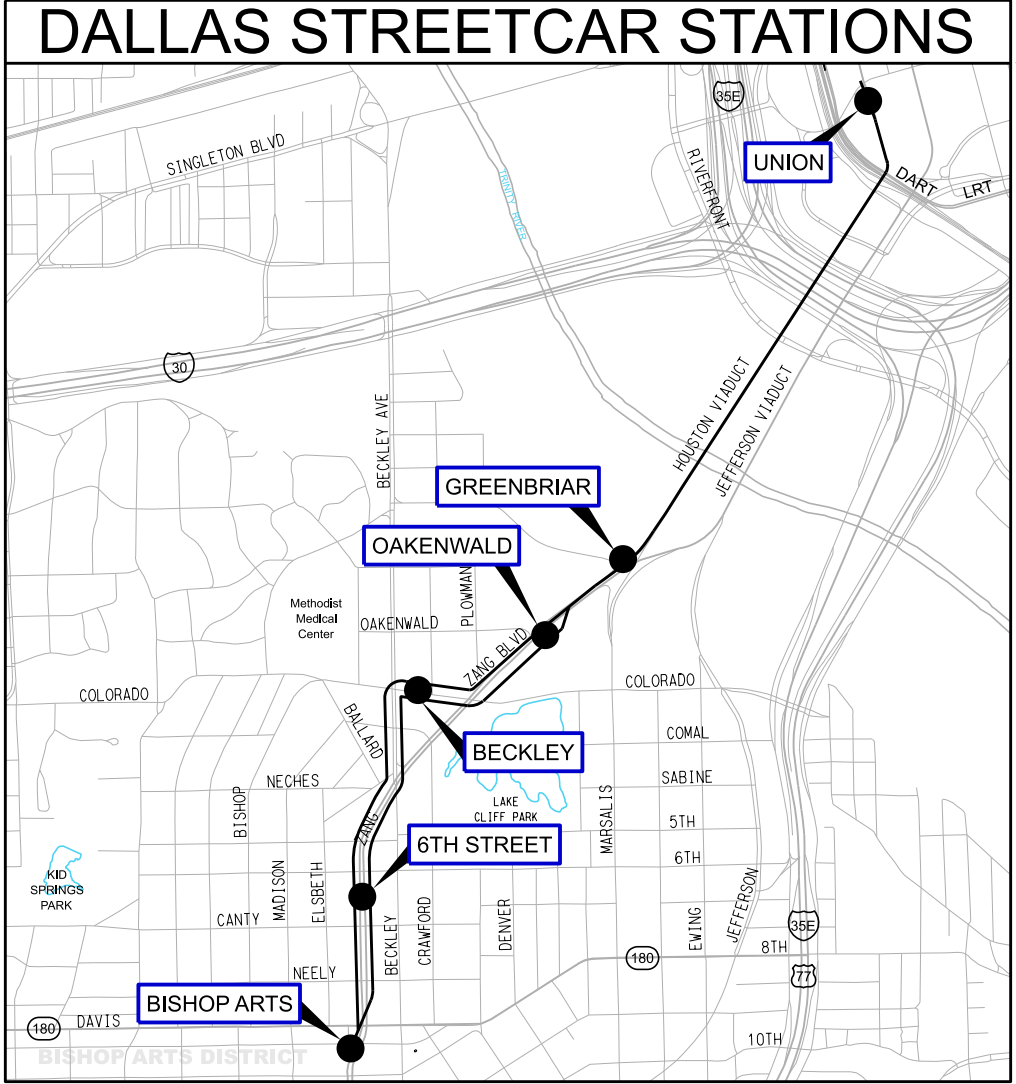 DALLAS STREETCAR STATIONS
35E
UNION
SINGLETON BLVD
RIVERFRONT
DART
LRT
TRINITY RIVER
30
HOUSTON VIADUCT
JEFFERSON VIADUCT
BECKLEY AVE
GREENBRIAR
OAKENWALD
PLOWMAN
Methodist
Medical
Center
OAKENWALD
ZANG BLVD
COLORADO
COLORADO
BALLARD
COMAL
BECKLEY
NECHES
SABINE
BISHOP
LAKE
CLIFF PARK
MARSALIS
5TH
ZANG
6TH STREET
6TH
KID
SPRINGS
PARK
MADISON
ELSBETH
CANTY
BECKLEY
CRAWFORD
DENVER
EWING
JEFFERSON
35E
8TH
180
NEELY
77
BISHOP ARTS
180
DAVIS
10TH
BISHOP ARTS DISTRICT